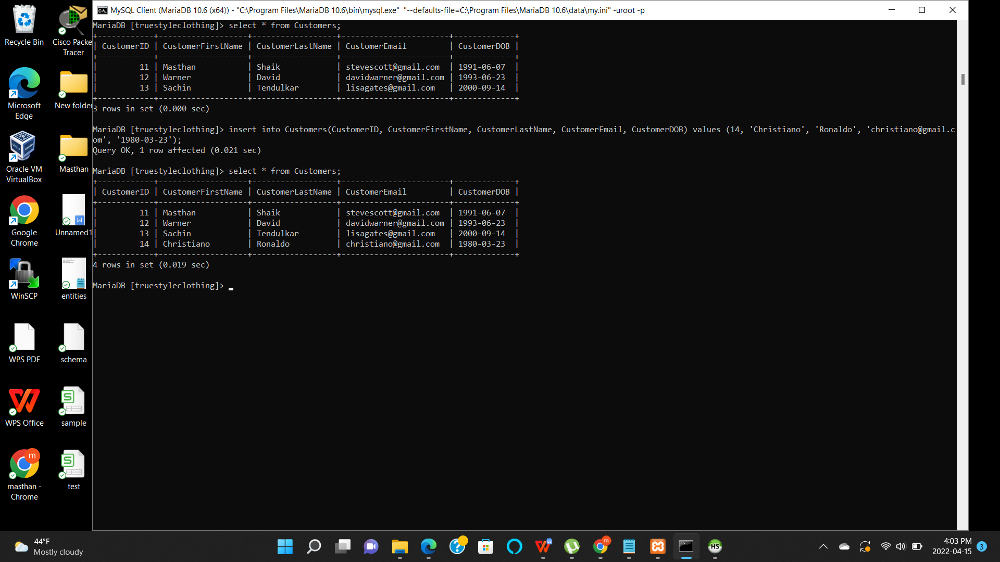 MySQL Client (MariaDB 10.6 (x64)) - "C:\Program Files\MariaDB 10.6\bin\mysql.exe"  "--defaults-file=C:\Program Files\MariaDB 10.6\data\my.ini" -uroot -p
MariaDB [truestyleclothing]> select * from Customers;
+------------+-------------------+------------------+-----------------------+-------------+
| CustomerID | CustomerFirstName | CustomerLastName | CustomerEmail         | CustomerDOB |
+------------+-------------------+------------------+-----------------------+-------------+
|         11 | Masthan           | Shaik            | stevescott@gmail.com  | 1991-06-07  |
|         12 | Warner            | David            | davidwarner@gmail.com | 1993-06-23  |
|         13 | Sachin            | Tendulkar        | lisagates@gmail.com   | 2000-09-14  |
+------------+-------------------+------------------+-----------------------+-------------+
3 rows in set (0.000 sec)
MariaDB [truestyleclothing]> insert into Customers(CustomerID, CustomerFirstName, CustomerLastName, CustomerEmail, CustomerDOB) values (14, 'Christiano', 'Ronaldo', 'christiano@gmail.c
om', '1980-03-23');
Query OK, 1 row affected (0.021 sec)
MariaDB [truestyleclothing]> select * from Customers;
+------------+-------------------+------------------+-----------------------+-------------+
| CustomerID | CustomerFirstName | CustomerLastName | CustomerEmail         | CustomerDOB |
+------------+-------------------+------------------+-----------------------+-------------+
|         11 | Masthan           | Shaik            | stevescott@gmail.com  | 1991-06-07  |
|         12 | Warner            | David            | davidwarner@gmail.com | 1993-06-23  |
|         13 | Sachin            | Tendulkar        | lisagates@gmail.com   | 2000-09-14  |
|         14 | Christiano        | Ronaldo          | christiano@gmail.com  | 1980-03-23  |
+------------+-------------------+------------------+-----------------------+-------------+
4 rows in set (0.019 sec)
MariaDB [truestyleclothing]> _
Recycle Bin
Cisco Packe
Tracer
Microsoft
Edge
New folder
Oracle VM
VirtualBox
Masthan
Google
Chrome
W
Unnamed1
WinSCP
entities
WPS PDF
schema
WPS Office
S
sample
m
masthan -
Chrome
S
test
44°F
Mostly cloudy
W
m
HS
4:03 PM
2022-04-15
3